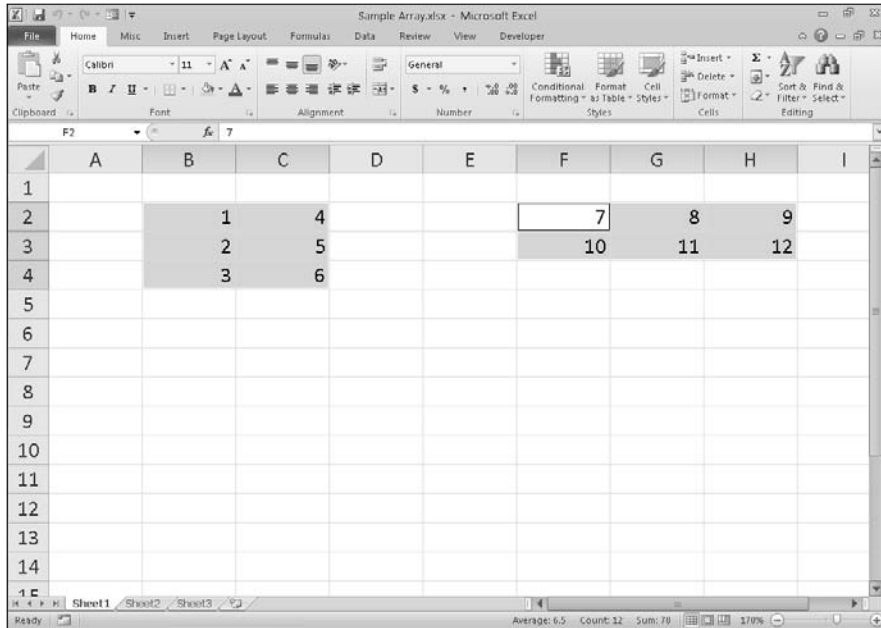 Sample Array.xlsx - Microsoft Excel
File Home Misc Insert Page Layout Formulas Data Review View Developer
Calibri 11 A A General Insert
Delete
Paste B I U A $ % , Conditional Formatting as Table Format Cell Styles Format Sort & Filter Find & Select
Clipboard Font Alignment Number Styles Cells Editing
F2 fx 7
A B C D E F G H I
1
2 1 4 7 8 9
3 2 5 10 11 12
4 3 6
5
6
7
8
9
10
11
12
13
14
15
Sheet1 Sheet2 Sheet3
Ready Average: 6.5 Count: 12 Sum: 78 170%